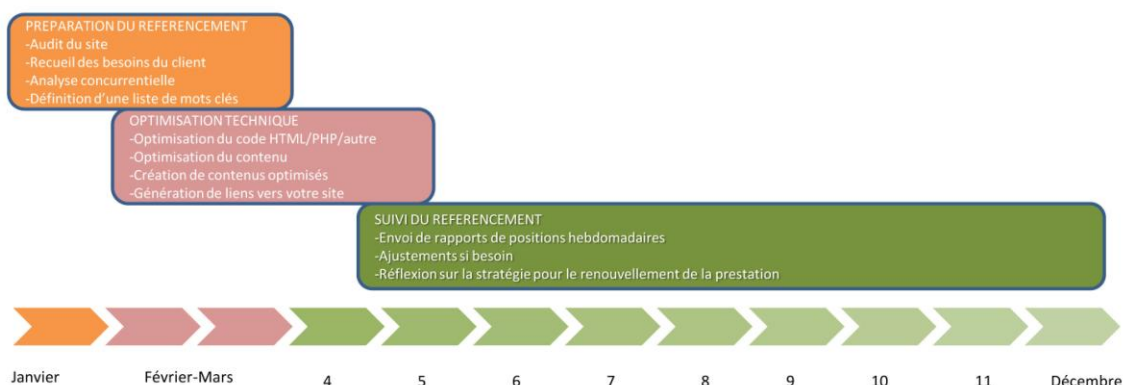 PREPARATION DU REFERENCEMENT
-Audit du site
-Recueil des besoins du client
-Analyse concurrentielle
-Définition d'une liste de mots clés
OPTIMISATION TECHNIQUE
-Optimisation du code HTML/PHP/autre
-Optimisation du contenu
-Création de contenus optimisés
-Génération de liens vers votre site
SUIVI DU REFERENCEMENT
-Envoi de rapports de positions hebdomadaires
-Ajustements si besoin
-Réflexion sur la stratégie pour le renouvellement de la prestation
Janvier Février-Mars 4 5 6 7 8 9 10 11 Décembre